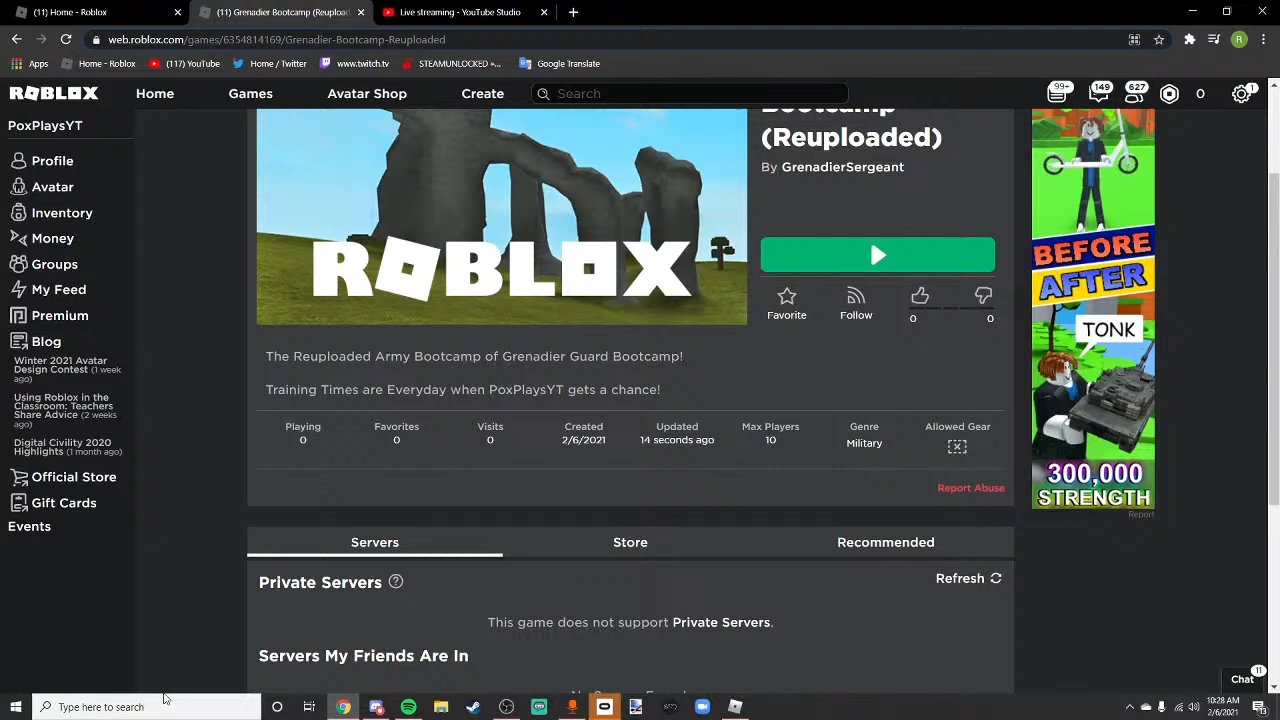 (11) Home - Roblox
(11) Grenadier Bootcamp (Reupload
Live streaming - YouTube Studio
web.roblox.com/games/6354814169/Grenadier-Bootcamp-Reuploaded
R
Apps
Home - Roblox
(117) YouTube
Home / Twitter
www.twitch.tv
STEAMUNLOCKED =...
Google Translate
ROBLOX
Home
Games
Avatar Shop
Create
Search
99+
149
627
0
1
PoxPlaysYT
Profile
Avatar
Inventory
Money
Groups
My Feed
Premium
Blog
Winter 2021 Avatar
Design Contest (1 week
ago)
Using Roblox in the
Classroom: Teachers
Share Advice (2 weeks
ago)
Digital Civility 2020
Highlights (1 month ago)
Official Store
Gift Cards
Events
ROBLOX
Bootcamp
(Reuploaded)
By GrenadierSergeant
Favorite
Follow
0
0
The Reuploaded Army Bootcamp of Grenadier Guard Bootcamp!
Training Times are Everyday when PoxPlaysYT gets a chance!
Playing
0
Favorites
0
Visits
0
Created
2/6/2021
Updated
14 seconds ago
Max Players
10
Genre
Military
Allowed Gear
Report Abuse
Servers
Store
Recommended
Private Servers
Refresh
This game does not support Private Servers.
Servers My Friends Are In
BEFORE
AFTER
TONK
300,000
STRENGTH
Report
Chat
11
Type here to search
10:28 AM
2/6/2021